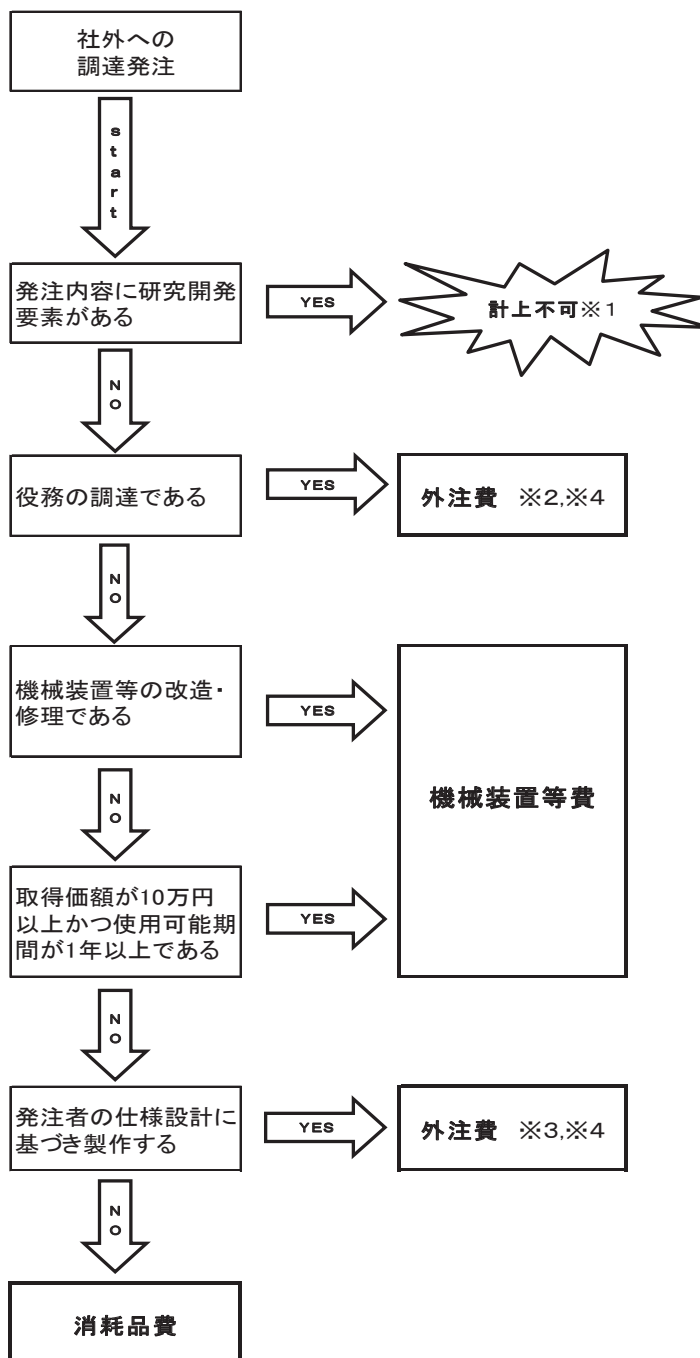 社外への
調達発注
start
発注内容に研究開発
要素がある
YES
計上不可※1
NO
役務の調達である
YES
外注費 ※2,※4
NO
機械装置等の改造・
修理である
YES
機械装置等費
NO
取得価額が10万円
以上かつ使用可能期
間が1年以上である
YES
NO
発注者の仕様設計に
基づき製作する
YES
外注費 ※3,※4
NO
消耗品費